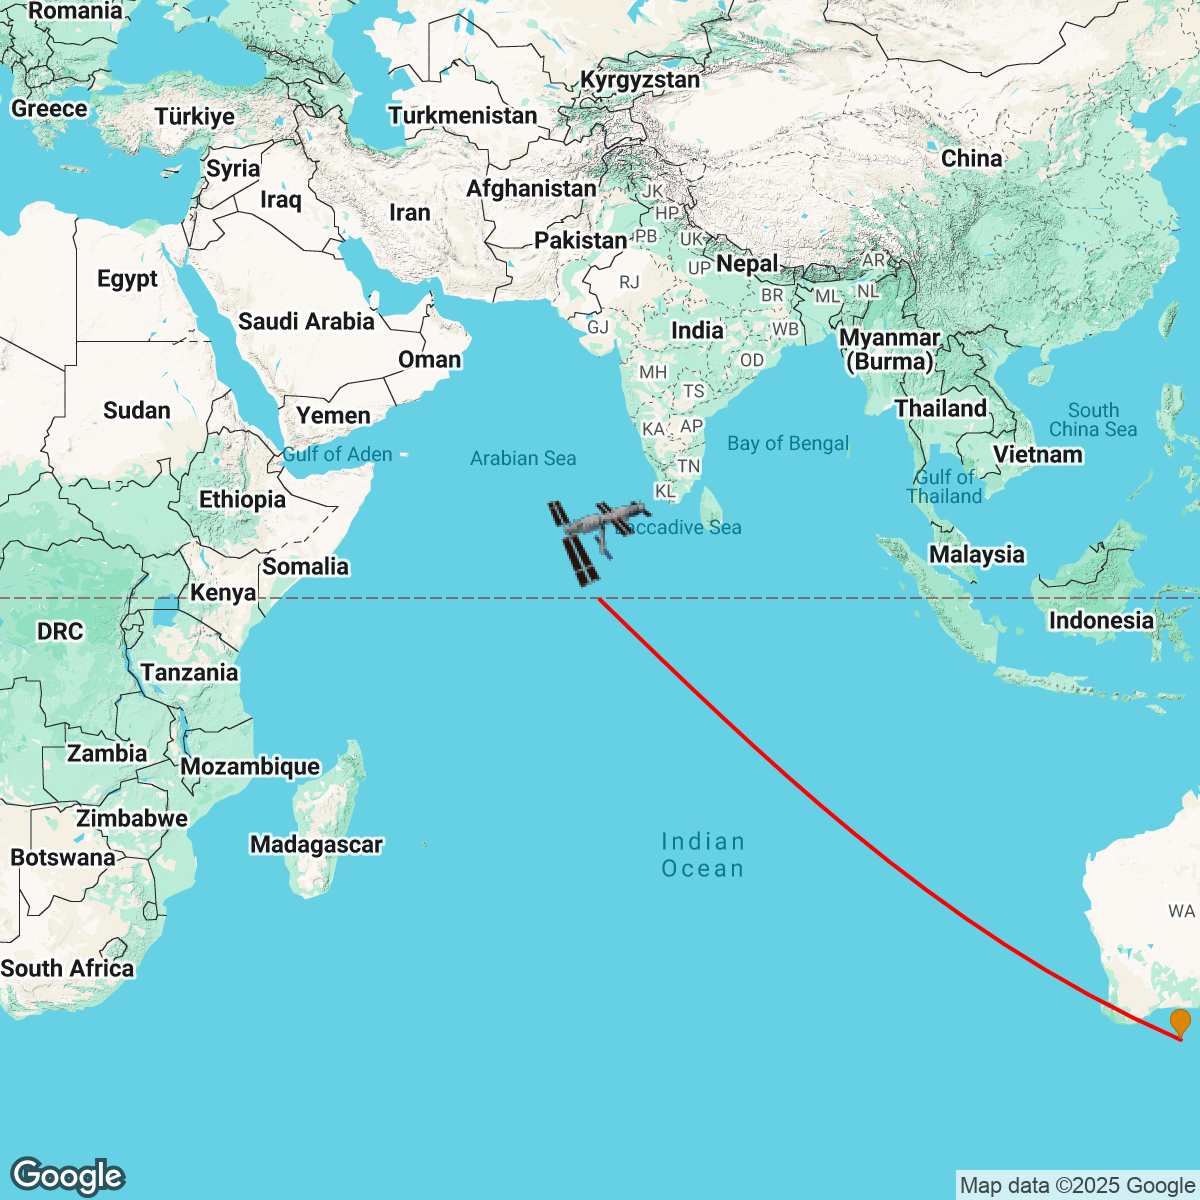 Romania
Kyrgyzstan
Greece
Türkiye
Turkmenistan
China
Syria
Afghanistan
JK
Iraq
Iran
HP
Pakistan
PB
UK
Nepal
AR
UP
Egypt
RJ
BR
ML
NL
Saudi Arabia
GJ
India
WB
Myanmar
(Burma)
Oman
OD
MH
TS
Sudan
Yemen
Thailand
South
China Sea
KA
AP
Bay of Bengal
Gulf of Aden
Arabian Sea
Vietnam
TN
Gulf of
Thailand
KL
Ethiopia
accadive Sea
Malaysia
Somalia
Kenya
Indonesia
DRC
Tanzania
Zambia
Mozambique
Zimbabwe
Madagascar
Indian
Ocean
Botswana
WA
South Africa
Google
Map data ©2025 Google